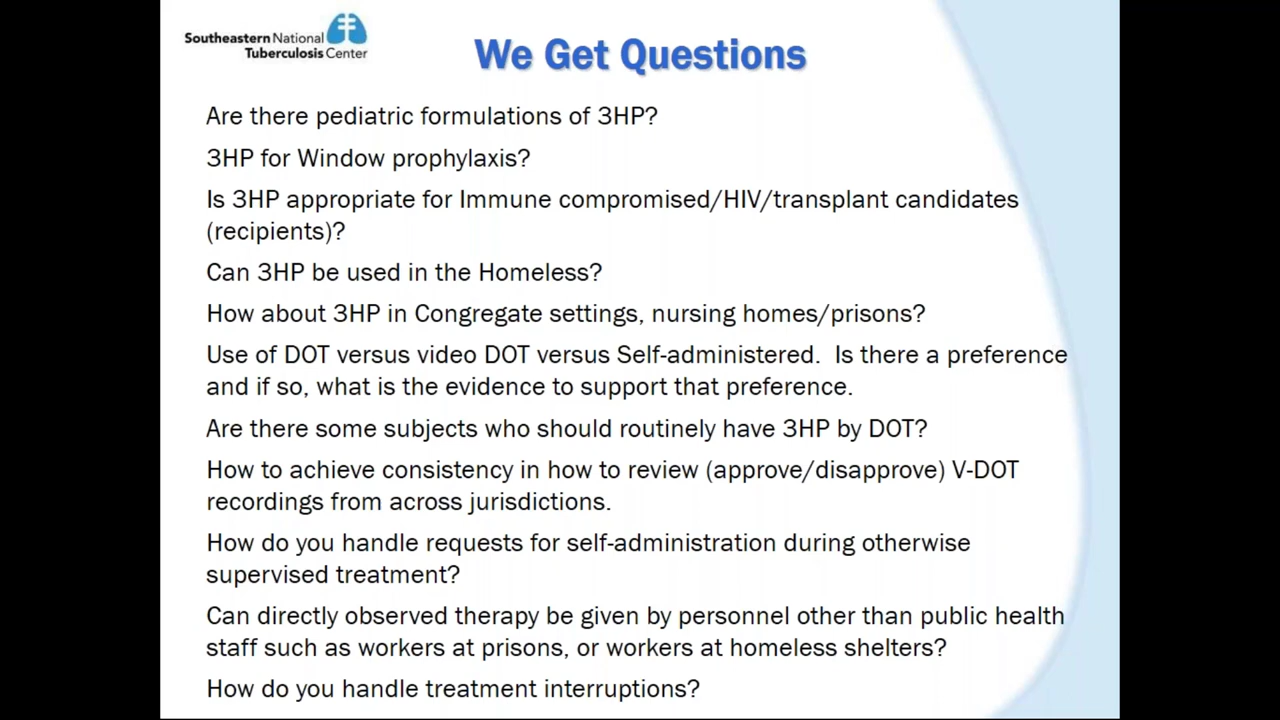 Southeastern National
Tuberculosis Center
We Get Questions
Are there pediatric formulations of 3HP?
3HP for Window prophylaxis?
Is 3HP appropriate for Immune compromised/HIV/transplant candidates
(recipients)?
Can 3HP be used in the Homeless?
How about 3HP in Congregate settings, nursing homes/prisons?
Use of DOT versus video DOT versus Self-administered.  Is there a preference
and if so, what is the evidence to support that preference.
Are there some subjects who should routinely have 3HP by DOT?
How to achieve consistency in how to review (approve/disapprove) V-DOT
recordings from across jurisdictions.
How do you handle requests for self-administration during otherwise
supervised treatment?
Can directly observed therapy be given by personnel other than public health
staff such as workers at prisons, or workers at homeless shelters?
How do you handle treatment interruptions?